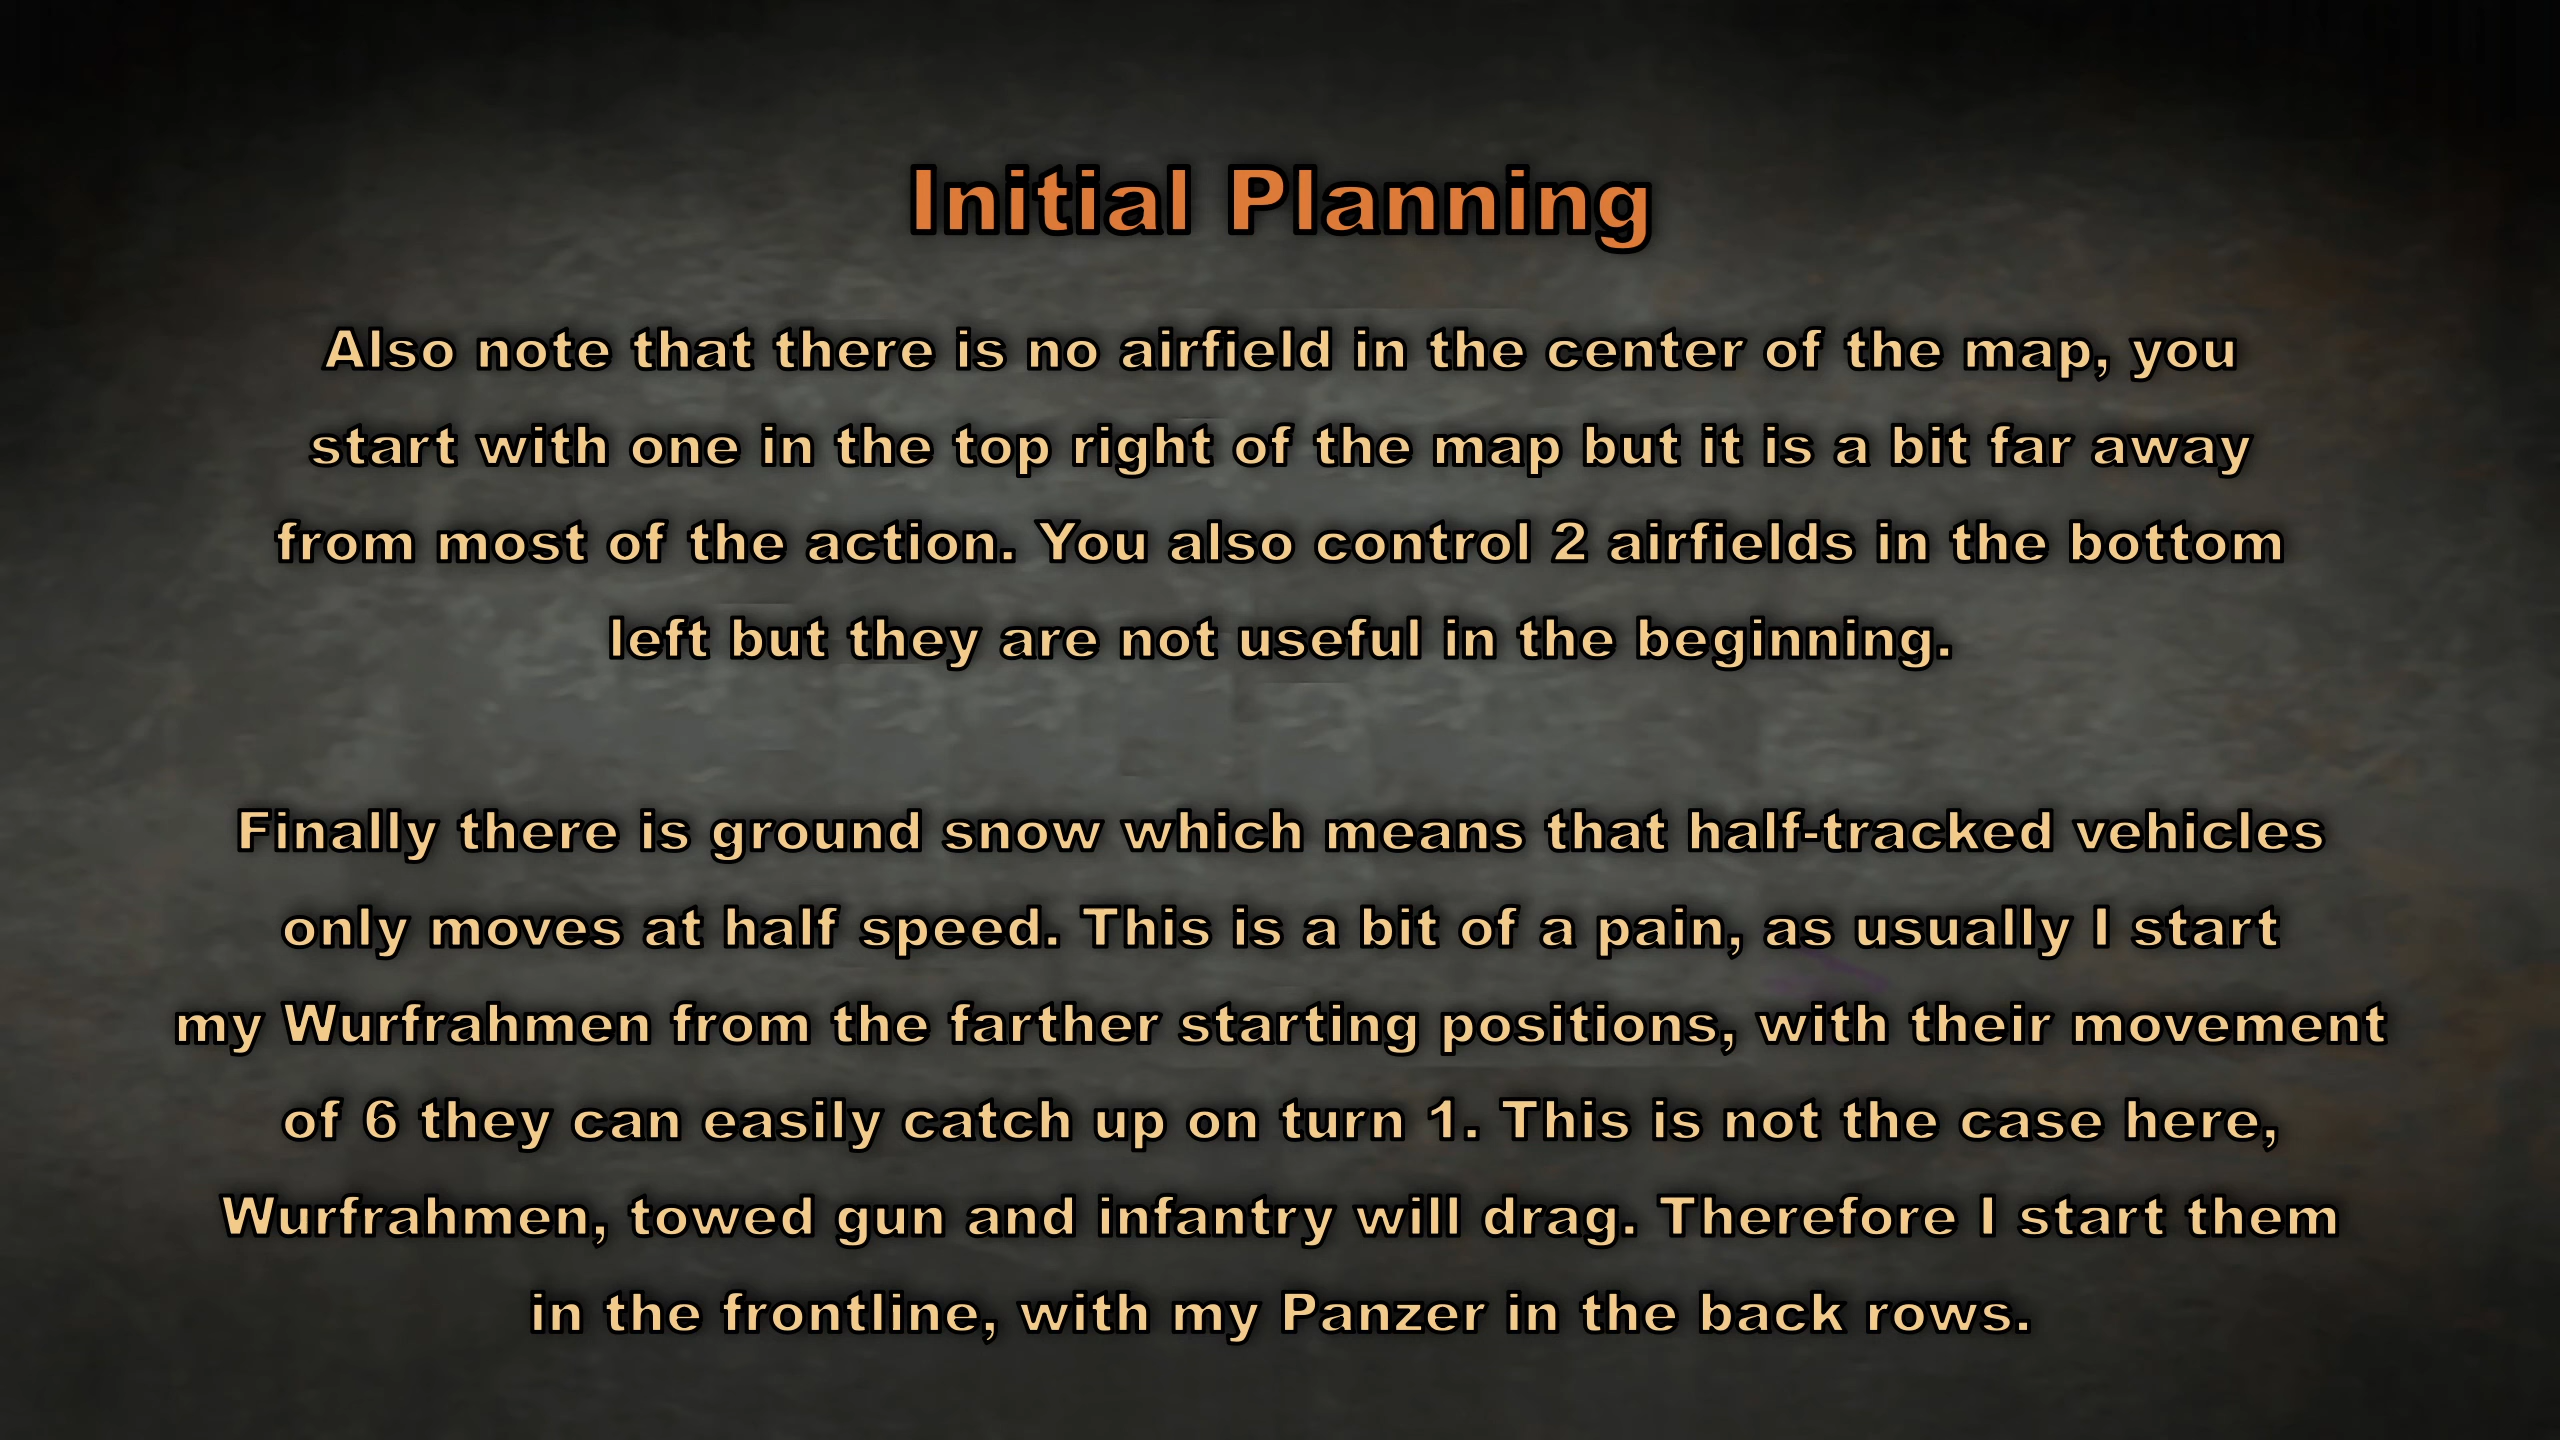 Initial Planning
Also note that there is no airfield in the center of the map, you
start with one in the top right of the map but it is a bit far away
from most of the action. You also control 2 airfields in the bottom
left but they are not useful in the beginning.
Finally there is ground snow which means that half-tracked vehicles
only moves at half speed. This is a bit of a pain, as usually I start
my Wurfrahmen from the farther starting positions, with their movement
of 6 they can easily catch up on turn 1. This is not the case here,
Wurfrahmen, towed gun and infantry will drag. Therefore I start them
in the frontline, with my Panzer in the back rows.